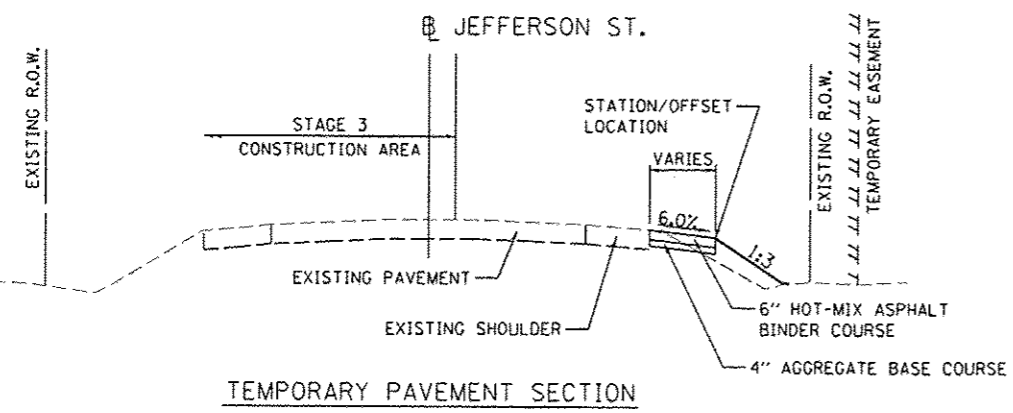 ℄ JEFFERSON ST.
EXISTING R.O.W.
STAGE 3
CONSTRUCTION AREA
STATION/OFFSET
LOCATION
VARIES
6.0%
1:3
EXISTING R.O.W.
TEMPORARY EASEMENT
EXISTING PAVEMENT
EXISTING SHOULDER
6" HOT-MIX ASPHALT
BINDER COURSE
4" AGGREGATE BASE COURSE
TEMPORARY PAVEMENT SECTION